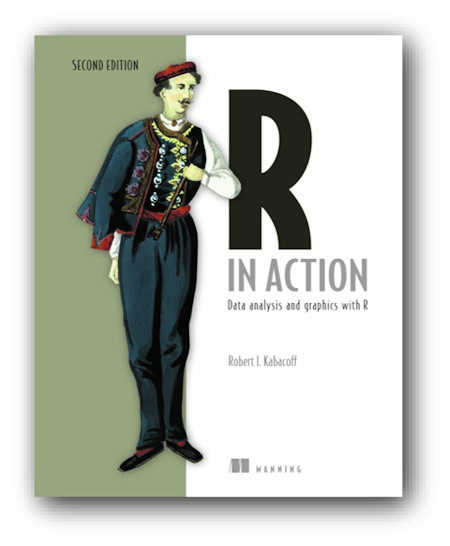 SECOND EDITION
R
IN ACTION
Data analysis and graphics with R
Robert I. Kabacoff
MANNING